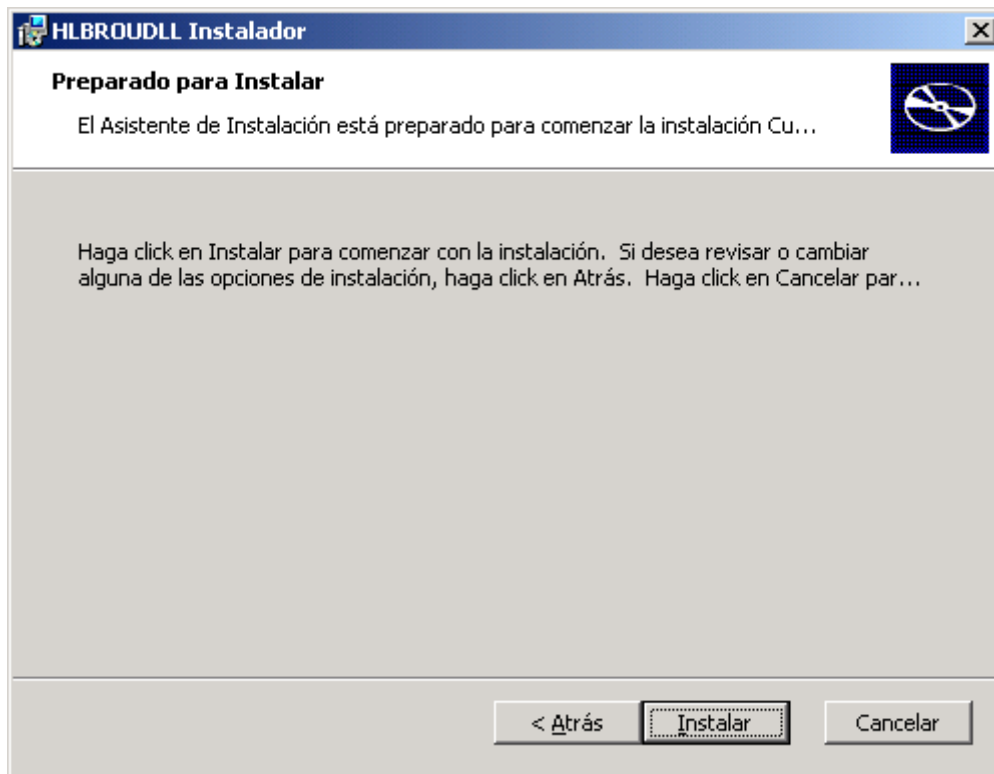 HLBROUDLL Instalador
Preparado para Instalar
El Asistente de Instalación está preparado para comenzar la instalación Cu...
Haga click en Instalar para comenzar con la instalación.  Si desea revisar o cambiar
alguna de las opciones de instalación, haga click en Atrás.  Haga click en Cancelar par...
< Atrás
Instalar
Cancelar